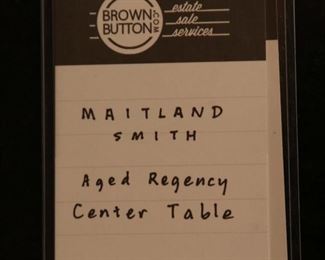 BROWN
BUTTON
.COM
estate
sale
services
MAITLAND
SMITH
Aged Regency
Center Table